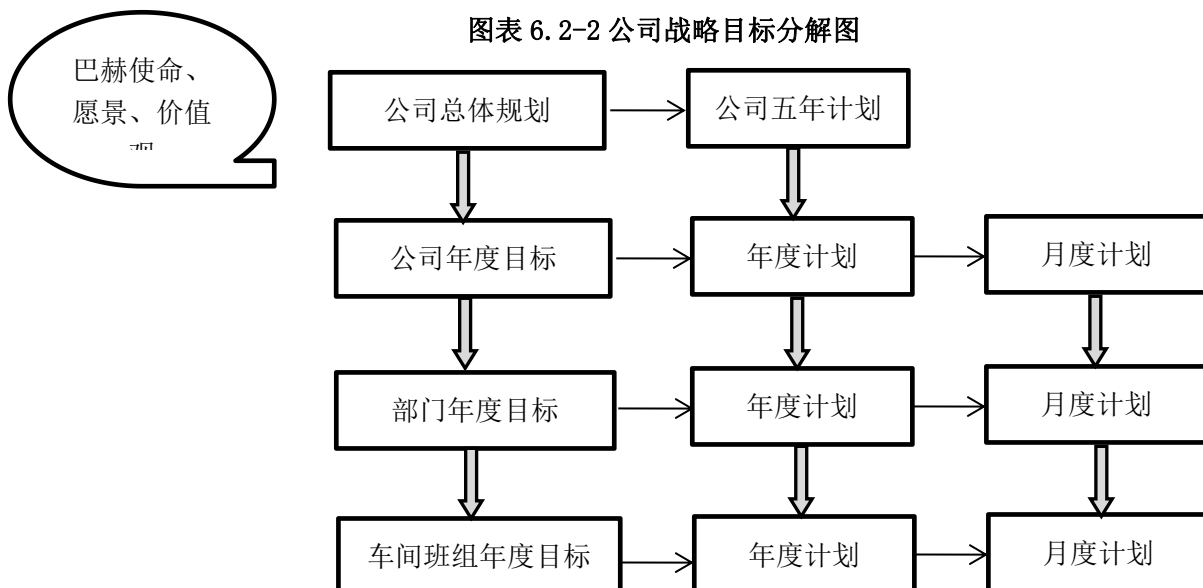 图表 6.2-2 公司战略目标分解图
巴赫使命、
愿景、价值
公司总体规划
公司五年计划
公司年度目标
年度计划
月度计划
部门年度目标
年度计划
月度计划
车间班组年度目标
年度计划
月度计划